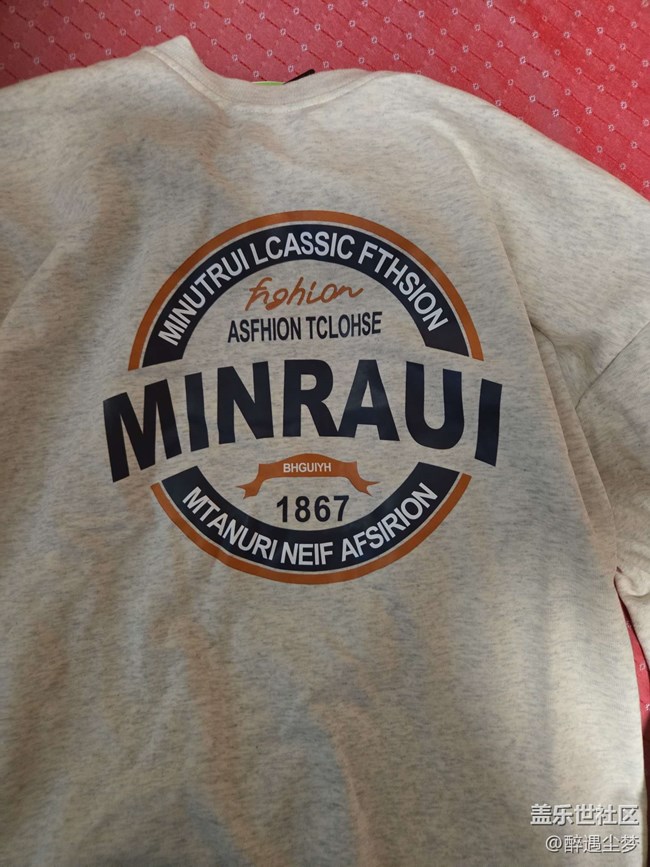 MINUTRUI LCASSIC FTHSION
fighion
ASFHION TCLOHSE
MINRAUI
BHGUIYH
1867
MTANURI NEIF AFSIRION
盖乐世社区
@醉遇尘梦